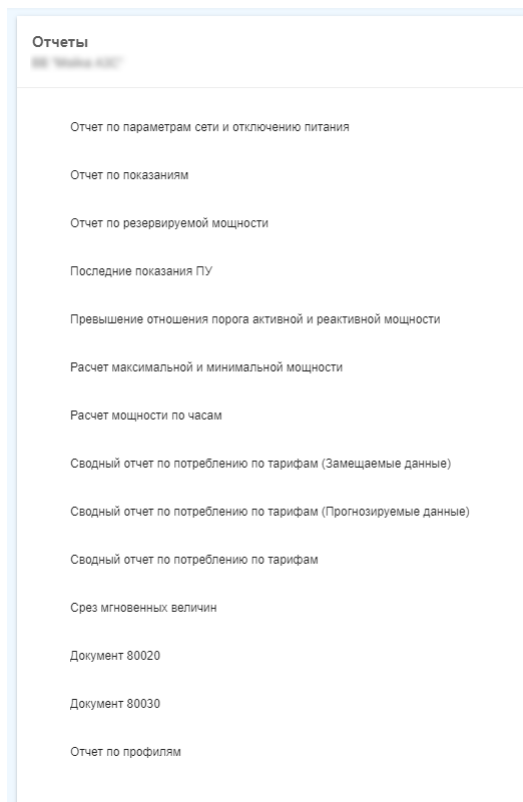 Отчеты
Отчет по параметрам сети и отключению питания
Отчет по показаниям
Отчет по резервируемой мощности
Последние показания ПУ
Превышение отношения порога активной и реактивной мощности
Расчет максимальной и минимальной мощности
Расчет мощности по часам
Сводный отчет по потреблению по тарифам (Замещаемые данные)
Сводный отчет по потреблению по тарифам (Прогнозируемые данные)
Сводный отчет по потреблению по тарифам
Срез мгновенных величин
Документ 80020
Документ 80030
Отчет по профилям